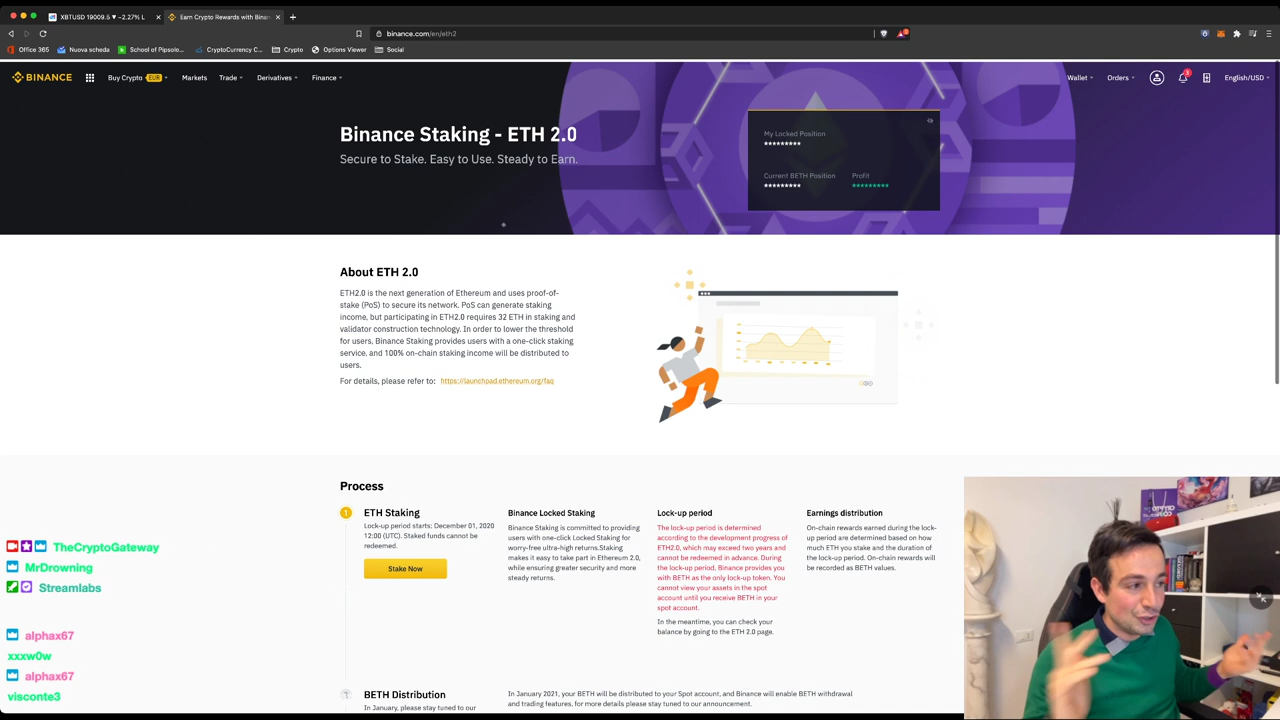 XBTUSD 19009.5 ▼ −2.27% L
Earn Crypto Rewards with Binan
binance.com/en/eth2
Office 365
Nuova scheda
School of Pipsolo...
CryptoCurrency C...
Crypto
Options Viewer
Social
BINANCE
Buy Crypto EUR
Markets
Trade
Derivatives
Finance
Wallet
Orders
English/USD
Binance Staking - ETH 2.0
Secure to Stake. Easy to Use. Steady to Earn.
My Locked Position
*********
Current BETH Position
Profit
*********
*********
About ETH 2.0
ETH2.0 is the next generation of Ethereum and uses proof-of-
stake (PoS) to secure its network. PoS can generate staking
income, but participating in ETH2.0 requires 32 ETH in staking and
validator construction technology. In order to lower the threshold
for users, Binance Staking provides users with a one-click staking
service, and 100% on-chain staking income will be distributed to
users.
For details, please refer to: https://launchpad.ethereum.org/faq
Process
1
ETH Staking
Lock-up period starts: December 01, 2020
12:00 (UTC). Staked funds cannot be
redeemed.
Stake Now
Binance Locked Staking
Binance Staking is committed to providing
users with one-click Locked Staking for
worry-free ultra-high returns.Staking
makes it easy to take part in Ethereum 2.0,
while ensuring greater security and more
steady returns.
Lock-up period
The lock-up period is determined
according to the development progress of
ETH2.0, which may exceed two years and
cannot be redeemed in advance. During
the lock-up period, Binance provides you
with BETH as the only lock-up token. You
cannot view your assets in the spot
account until you receive BETH in your
spot account.
In the meantime, you can check your
balance by going to the ETH 2.0 page.
Earnings distribution
On-chain rewards earned during the lock-
up period are determined based on how
much ETH you stake and the duration of
the lock-up period. On-chain rewards will
be recorded as BETH values.
BETH Distribution
In January, please stay tuned to our
In January 2021, your BETH will be distributed to your Spot account, and Binance will enable BETH withdrawal
and trading features, for more details please stay tuned to our announcement.
TheCryptoGateway
MrDrowning
Streamlabs
alphax67
xxxw0w
alphax67
visconte3